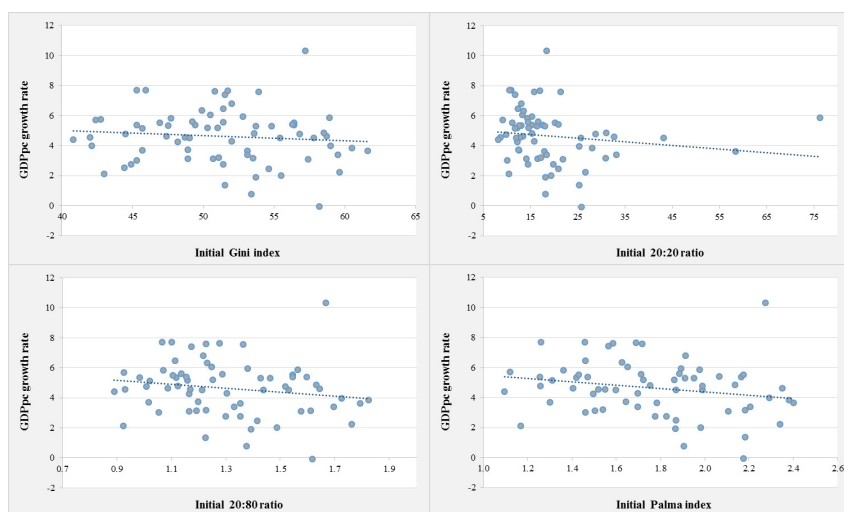 12
10
8
6
4
2
0
-2
40 45 50 55 60 65
GDPpc growth rate
Initial Gini index
12
10
8
6
4
2
0
-2
5 15 25 35 45 55 65 75
GDPpc growth rate
Initial 20:20 ratio
12
10
8
6
4
2
0
-2
0.7 0.9 1.1 1.3 1.5 1.7 1.9
GDPpc growth rate
Initial 20:80 ratio
12
10
8
6
4
2
0
-2
1.0 1.2 1.4 1.6 1.8 2.0 2.2 2.4 2.6
GDPpc growth rate
Initial Palma index